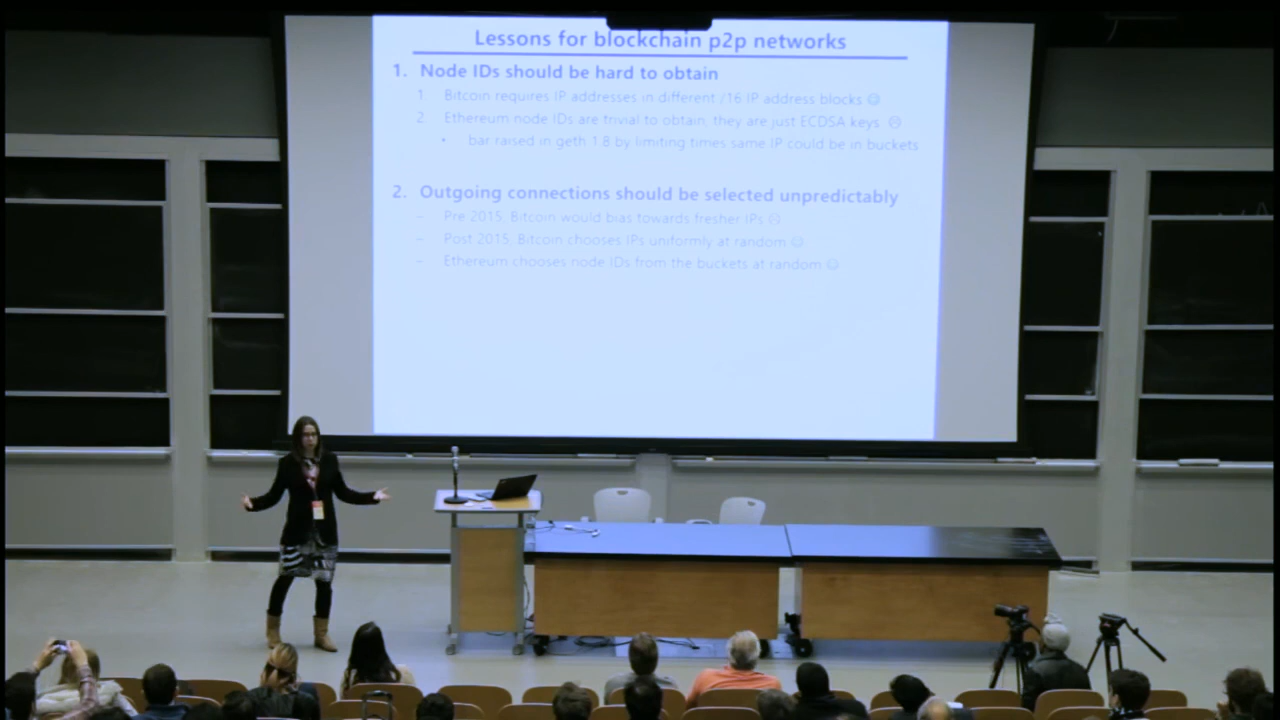 Lessons for blockchain p2p networks
1. Node IDs should be hard to obtain
1. Bitcoin requires IP addresses in different /16 IP address blocks ☺
2. Ethereum node IDs are trivial to obtain, they are just ECDSA keys. ☹
• bar raised in geth 1.8 by limiting times same IP could be in buckets
2. Outgoing connections should be selected unpredictably
– Pre 2015, Bitcoin would bias towards fresher IPs ☹
– Post 2015, Bitcoin chooses IPs uniformly at random ☺
– Ethereum chooses node IDs from the buckets at random ☺